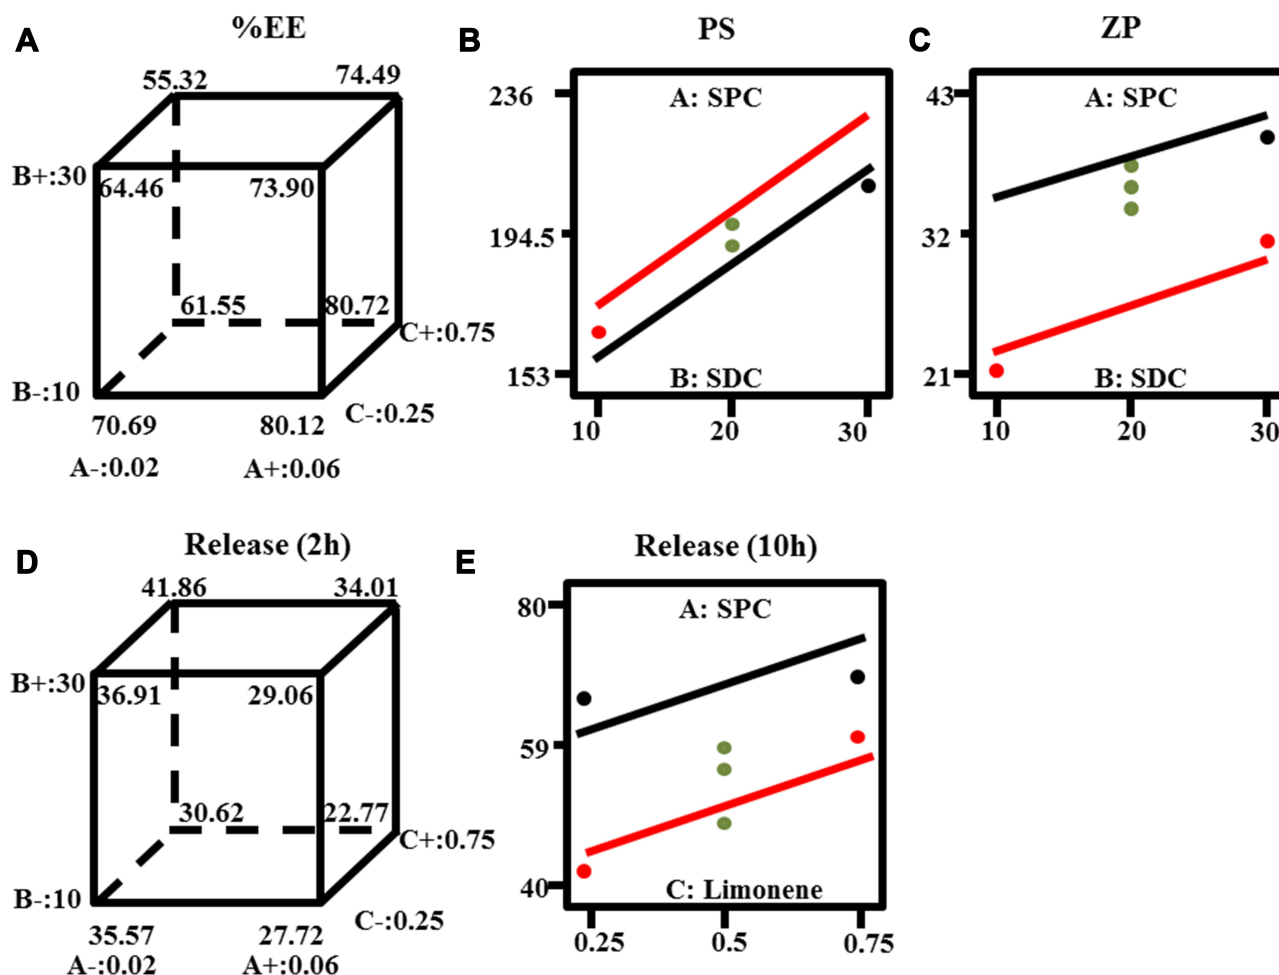 A
%EE
55.32
74.49
B+:30
64.46
73.90
61.55
80.72
C+:0.75
B-:10
C-:0.25
70.69
80.12
A-:0.02
A+:0.06
B
PS
236
A: SPC
194.5
153
B: SDC
10
20
30
C
ZP
43
A: SPC
32
21
B: SDC
10
20
30
D
Release (2h)
41.86
34.01
B+:30
36.91
29.06
30.62
22.77
C+:0.75
B-:10
C-:0.25
35.57
27.72
A-:0.02
A+:0.06
E
Release (10h)
80
A: SPC
59
40
C: Limonene
0.25
0.5
0.75